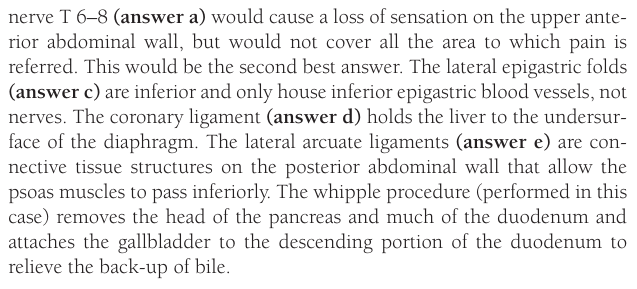 nerve T 6–8 (answer a) would cause a loss of sensation on the upper ante-
rior abdominal wall, but would not cover all the area to which pain is
referred. This would be the second best answer. The lateral epigastric folds
(answer c) are inferior and only house inferior epigastric blood vessels, not
nerves. The coronary ligament (answer d) holds the liver to the undersur-
face of the diaphragm. The lateral arcuate ligaments (answer e) are con-
nective tissue structures on the posterior abdominal wall that allow the
psoas muscles to pass inferiorly. The whipple procedure (performed in this
case) removes the head of the pancreas and much of the duodenum and
attaches the gallbladder to the descending portion of the duodenum to
relieve the back-up of bile.